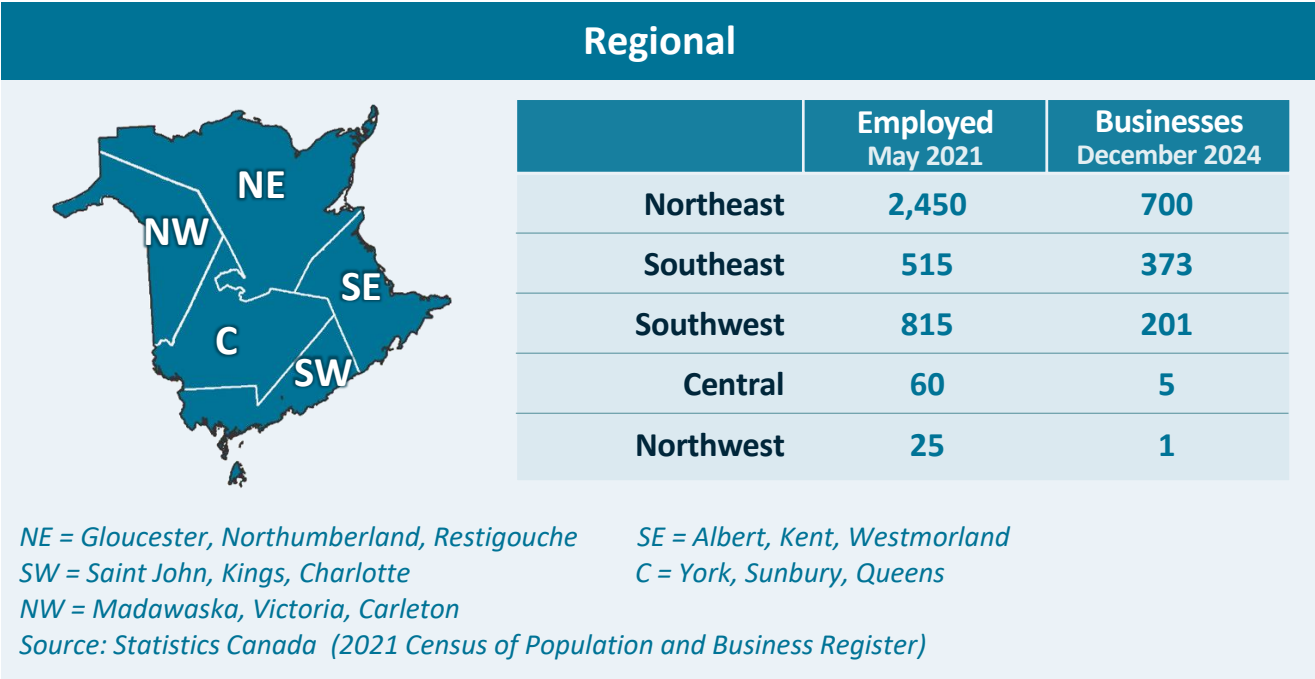 Regional
NE
NW
SE
C
SW
Employed Businesses
May 2021 December 2024
Northeast 2,450 700
Southeast 515 373
Southwest 815 201
Central 60 5
Northwest 25 1
NE = Gloucester, Northumberland, Restigouche SE = Albert, Kent, Westmorland
SW = Saint John, Kings, Charlotte C = York, Sunbury, Queens
NW = Madawaska, Victoria, Carleton
Source: Statistics Canada (2021 Census of Population and Business Register)